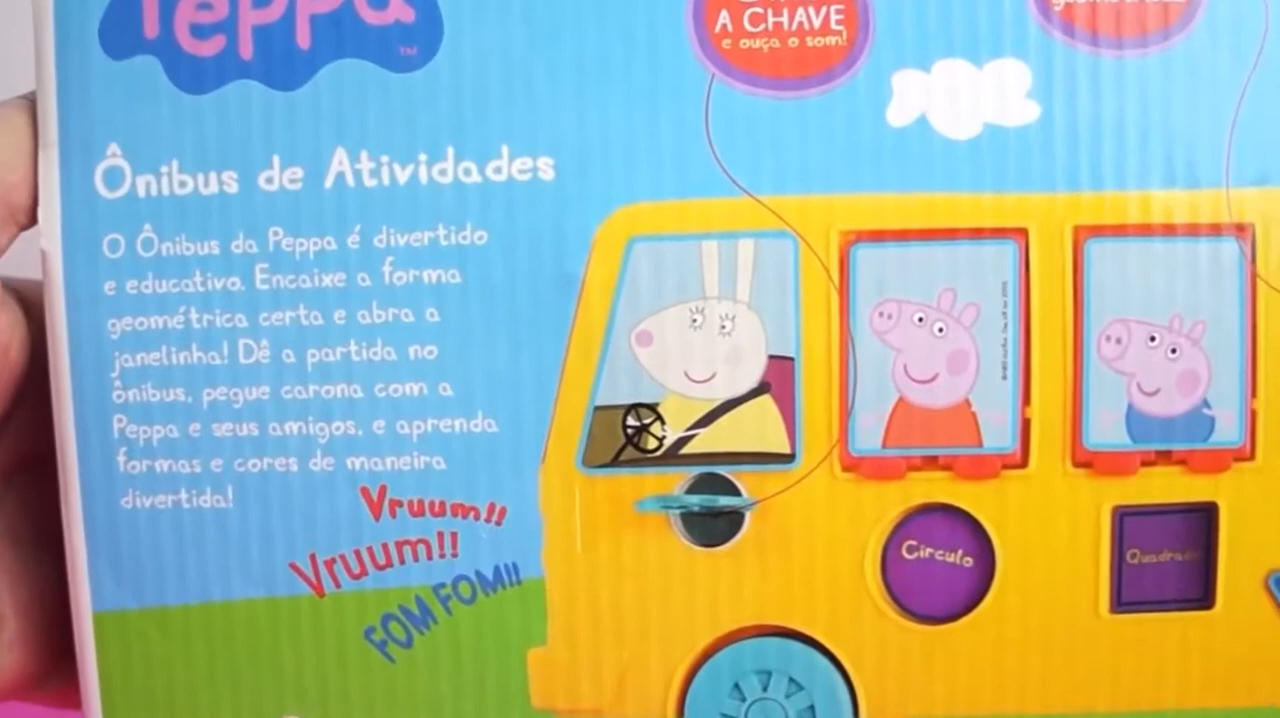 Peppa
TM
A CHAVE
e ouça o som!
Ônibus de Atividades
O Ônibus da Peppa é divertido
e educativo. Encaixe a forma
geométrica certa e abra a
janelinha! Dê a partida no
ônibus, pegue carona com a
Peppa e seus amigos, e aprenda
formas e cores de maneira
divertida!
Vruum!!
Vruum!!
FOM FOM!!
Círculo
Quadrado